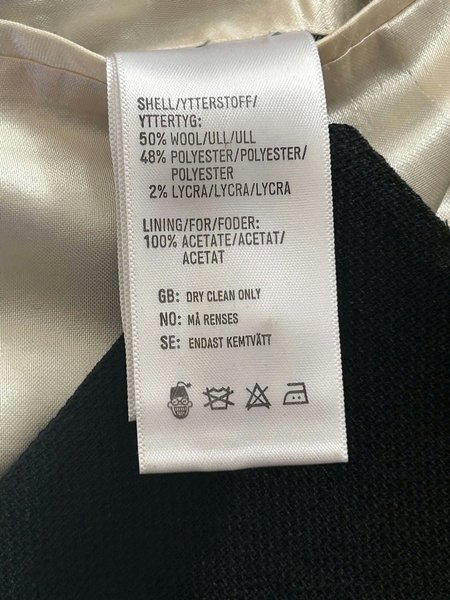 SHELL/YTTERSTOFF/
YTTERTYG:
50% WOOL/ULL/ULL
48% POLYESTER/POLYESTER/
POLYESTER
2% LYCRA/LYCRA/LYCRA
LINING/FOR/FODER:
100% ACETATE/ACETAT/
ACETAT
GB: DRY CLEAN ONLY
NO: MÅ RENSES
SE: ENDAST KEMTVÄTT